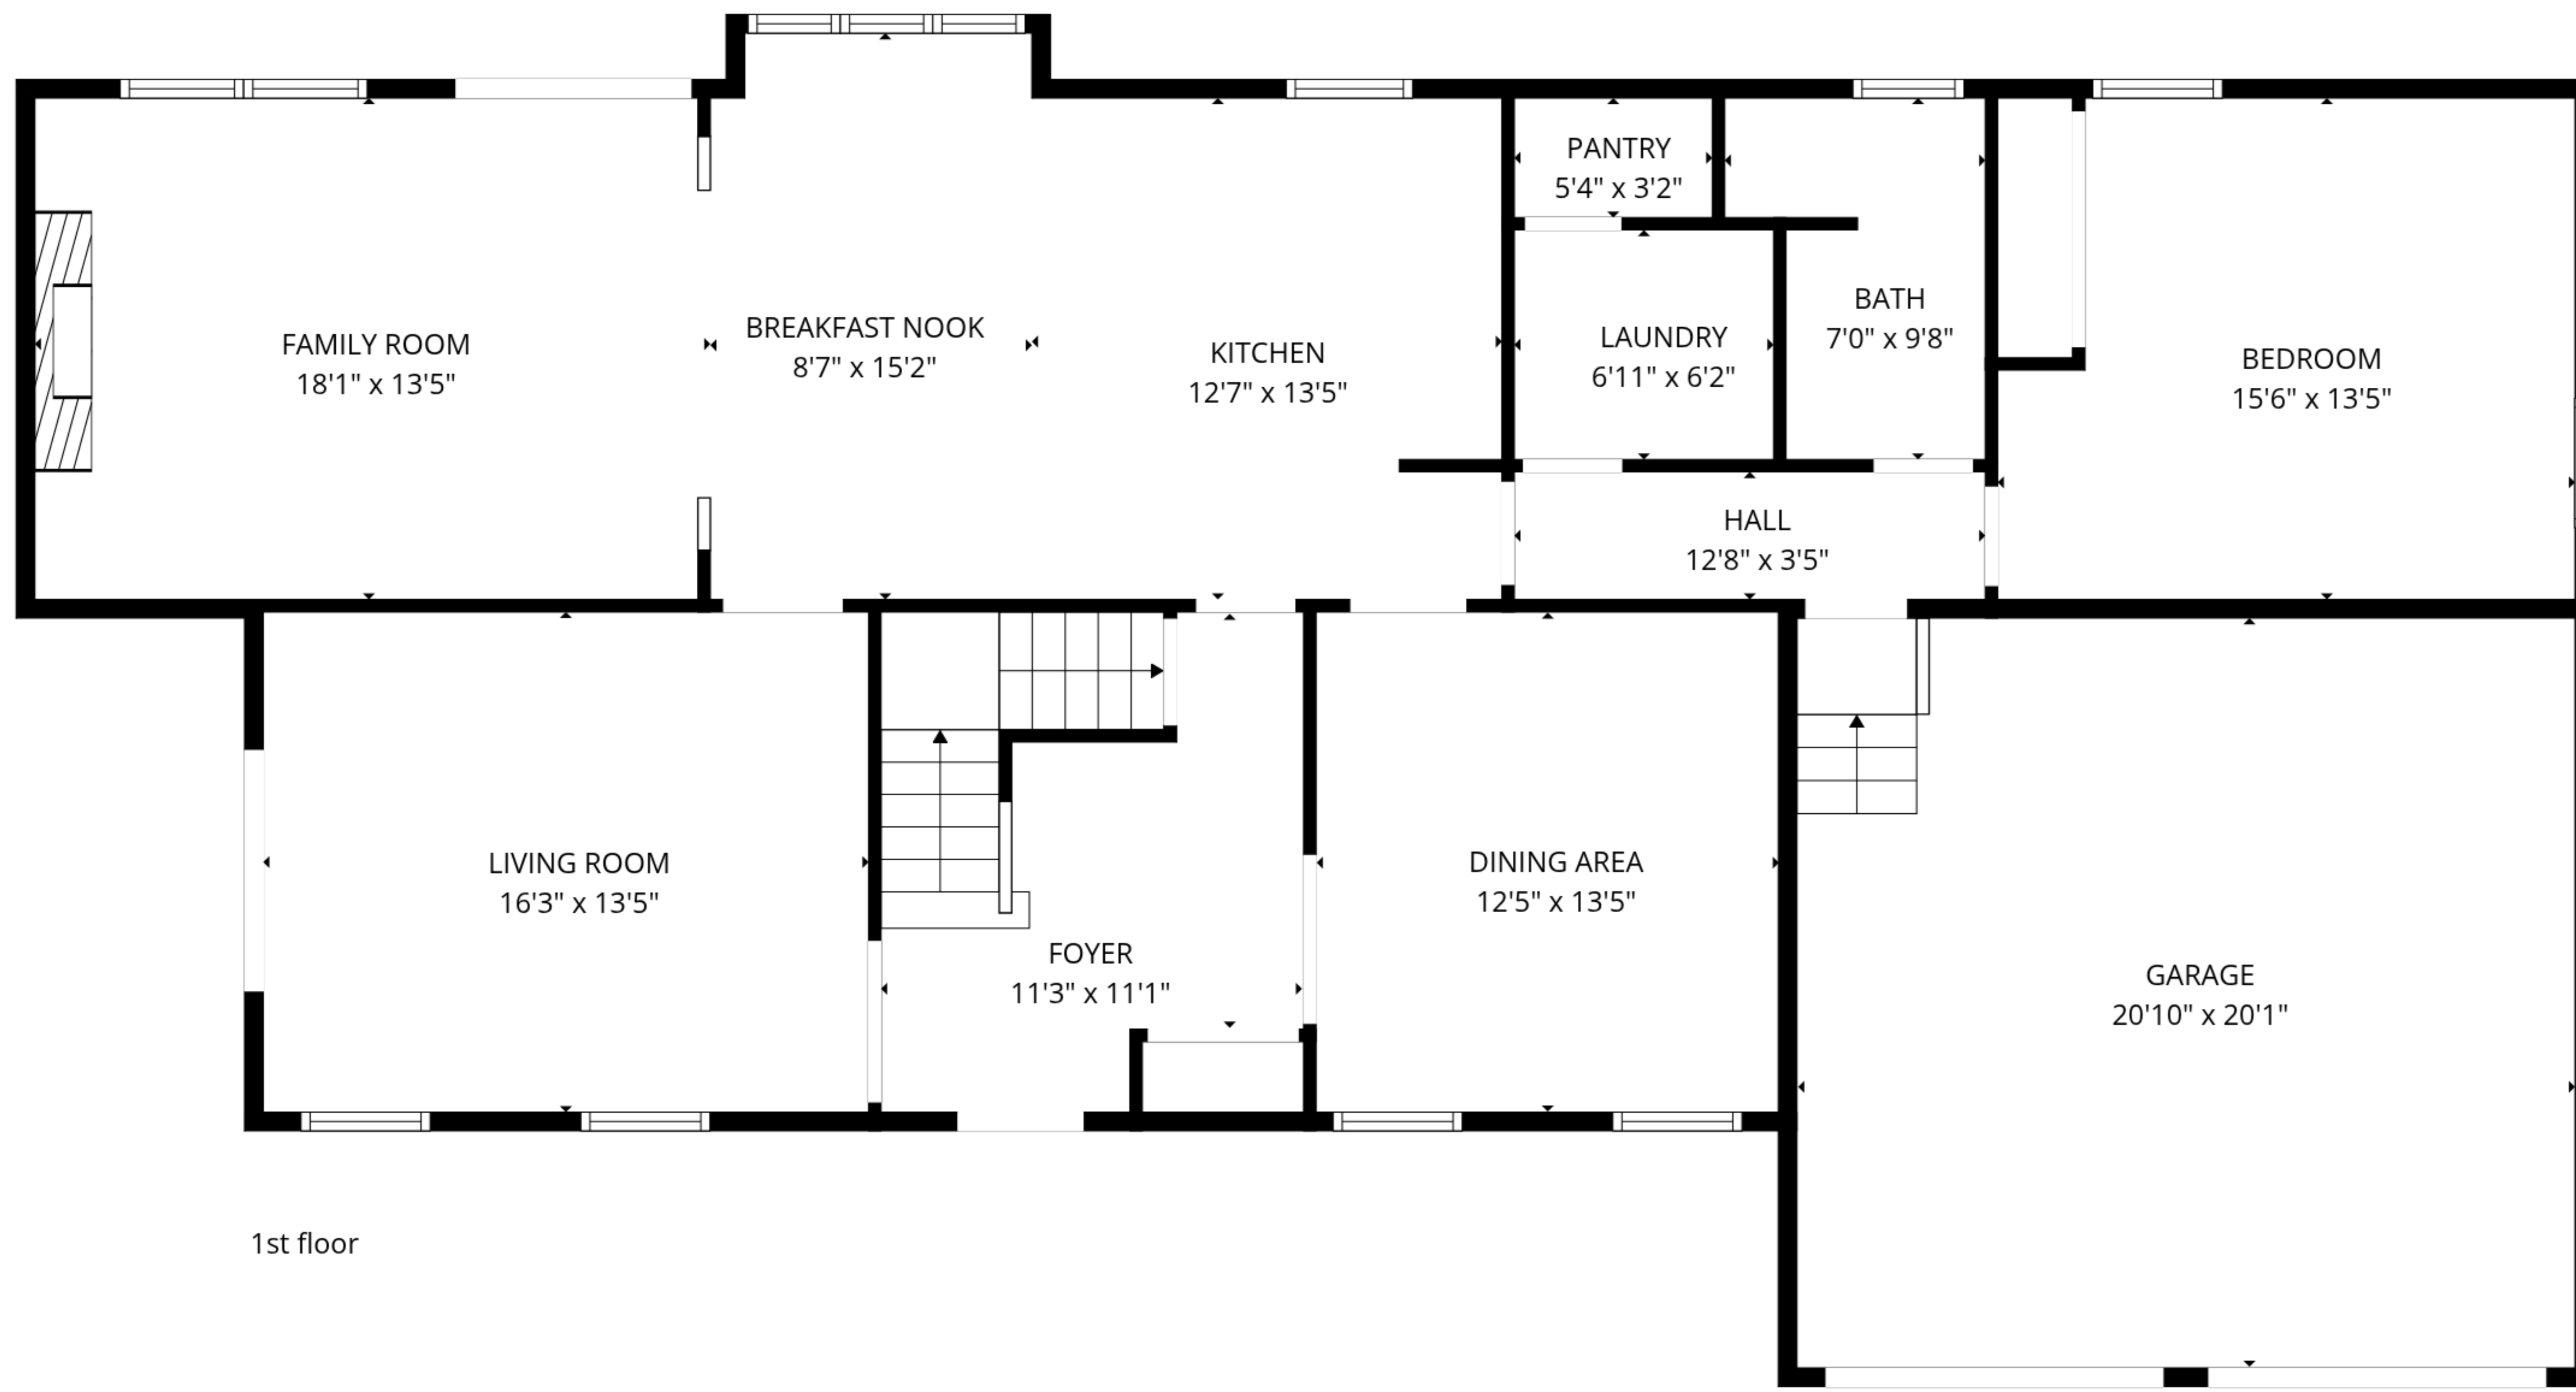 PANTRY
5'4" x 3'2"
FAMILY ROOM
18'1" x 13'5"
BREAKFAST NOOK
8'7" x 15'2"
KITCHEN
12'7" x 13'5"
LAUNDRY
6'11" x 6'2"
BATH
7'0" x 9'8"
BEDROOM
15'6" x 13'5"
HALL
12'8" x 3'5"
LIVING ROOM
16'3" x 13'5"
FOYER
11'3" x 11'1"
DINING AREA
12'5" x 13'5"
GARAGE
20'10" x 20'1"
1st floor